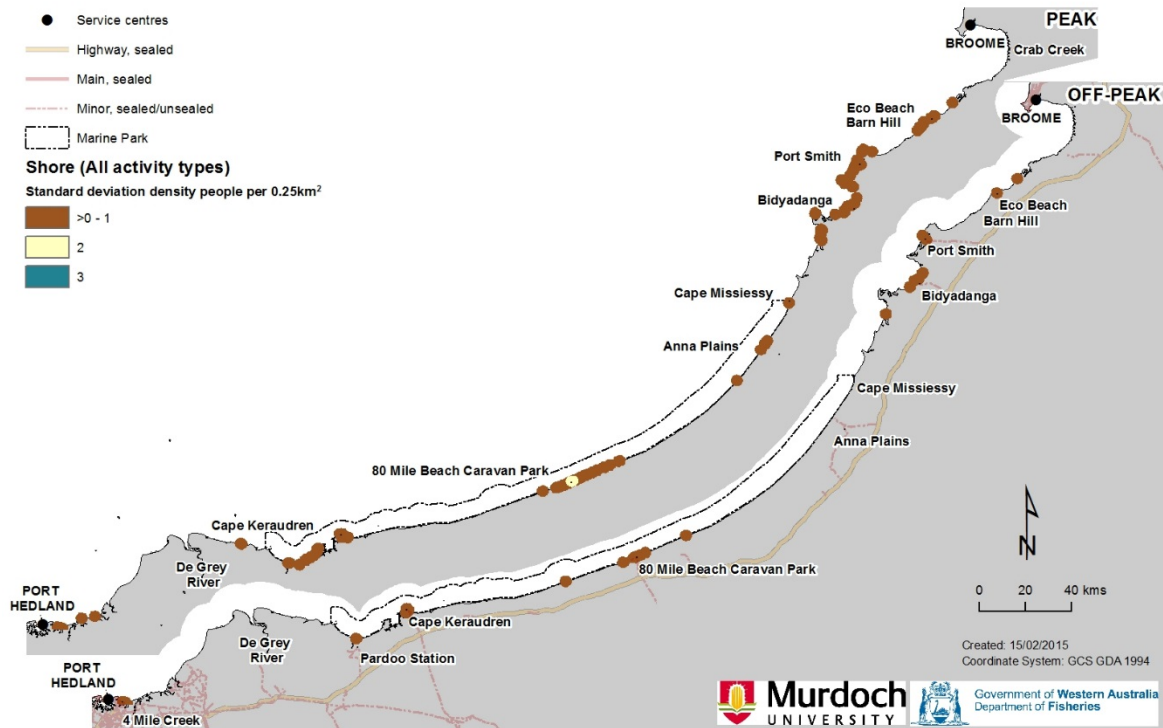 Service centres
Highway, sealed
Main, sealed
Minor, sealed/unsealed
Marine Park
Shore (All activity types)
Standard deviation density people per 0.25km²
>0 - 1
2
3
PEAK
BROOME
Crab Creek
Eco Beach
Barn Hill
Port Smith
Bidyadanga
Cape Missiessy
Anna Plains
80 Mile Beach Caravan Park
Cape Keraudren
De Grey
River
PORT
HEDLAND
OFF-PEAK
BROOME
Eco Beach
Barn Hill
Port Smith
Bidyadanga
Cape Missiessy
Anna Plains
80 Mile Beach Caravan Park
Cape Keraudren
Pardoo Station
De Grey
River
PORT
HEDLAND
4 Mile Creek
N
0 20 40 kms
Created: 15/02/2015
Coordinate System: GCS GDA 1994
Murdoch
UNIVERSITY
Government of Western Australia
Department of Fisheries